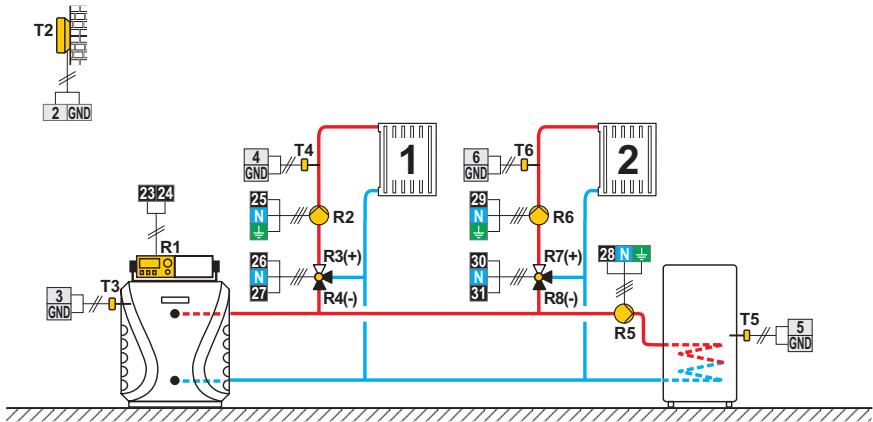 T2
2 GND
4
GND
T4
1
6
GND
T6
2
23 24
25
N
R2
29
N
R6
R1
26
N
27
R3(+)
R4(-)
30
N
31
R7(+)
R8(-)
28 N
3
GND
T3
R5
T5
5
GND